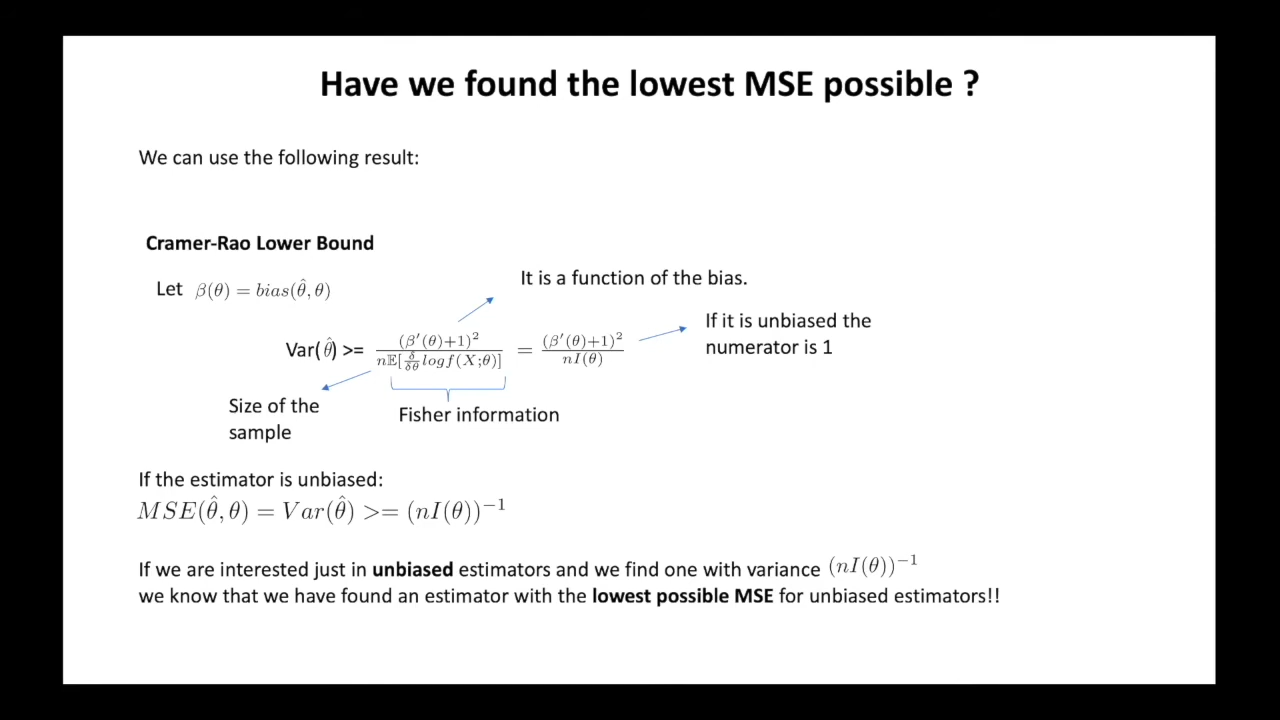 Have we found the lowest MSE possible ?
We can use the following result:
Cramer-Rao Lower Bound
Let β(θ) = bias(θ̂, θ)
It is a function of the bias.
If it is unbiased the
numerator is 1
Var(θ̂) >= (β′(θ)+1)² / n𝔼[δ/δθ logf(X;θ)] = (β′(θ)+1)² / nI(θ)
Size of the
sample
Fisher information
If the estimator is unbiased:
MSE(θ̂, θ) = Var(θ̂) >= (nI(θ))⁻¹
If we are interested just in unbiased estimators and we find one with variance (nI(θ))⁻¹
we know that we have found an estimator with the lowest possible MSE for unbiased estimators!!